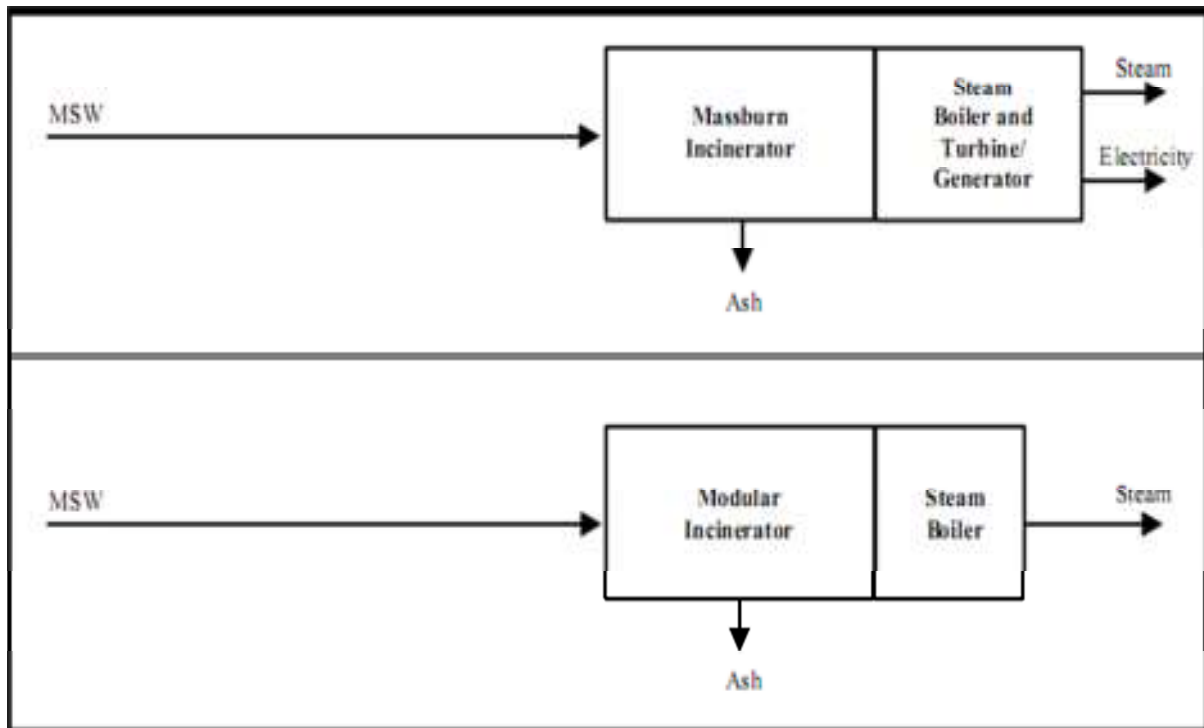 MSW
Massburn
Incinerator
Steam
Boiler and
Turbine/
Generator
Steam
Electricity
Ash
MSW
Modular
Incinerator
Steam
Boiler
Steam
Ash